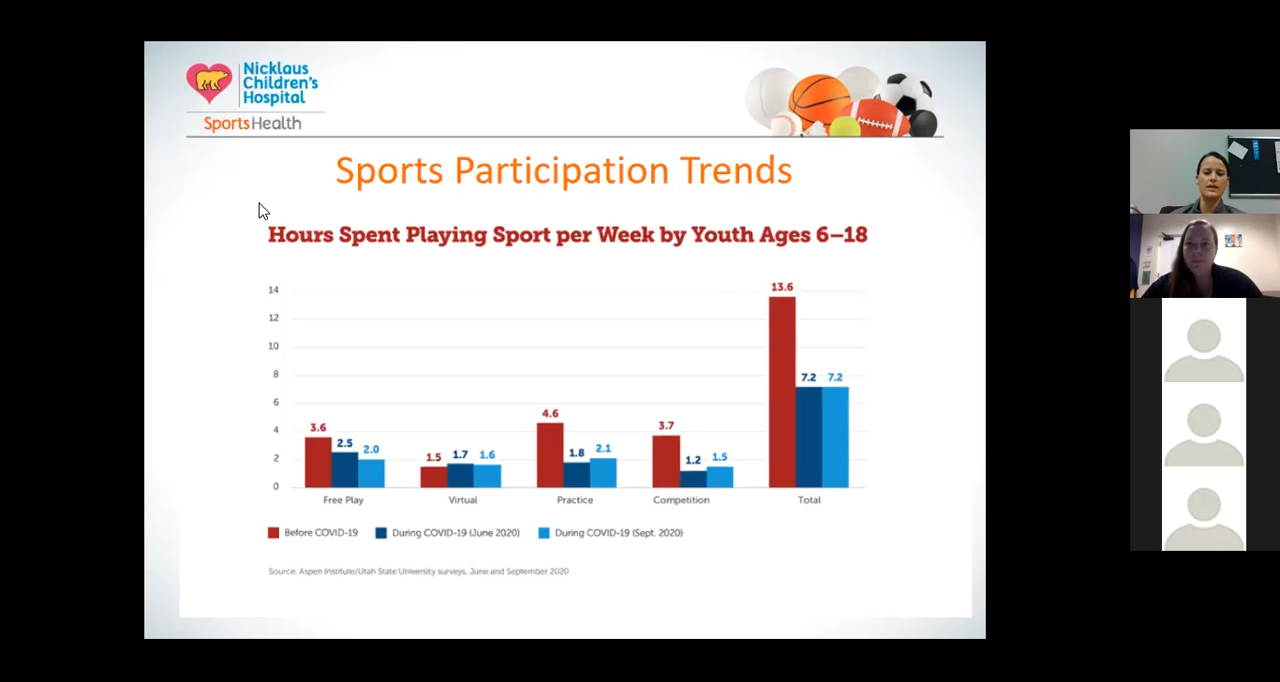 Nicklaus
Children's
Hospital
SportsHealth
Sports Participation Trends
Hours Spent Playing Sport per Week by Youth Ages 6–18
14
12
10
8
6
4
2
0
3.6
2.5
2.0
1.5
1.7
1.6
4.6
1.8
2.1
3.7
1.2
1.5
13.6
7.2
7.2
Free Play
Virtual
Practice
Competition
Total
Before COVID-19
During COVID-19 (June 2020)
During COVID-19 (Sept. 2020)
Source: Aspen Institute/Utah State University surveys, June and September 2020